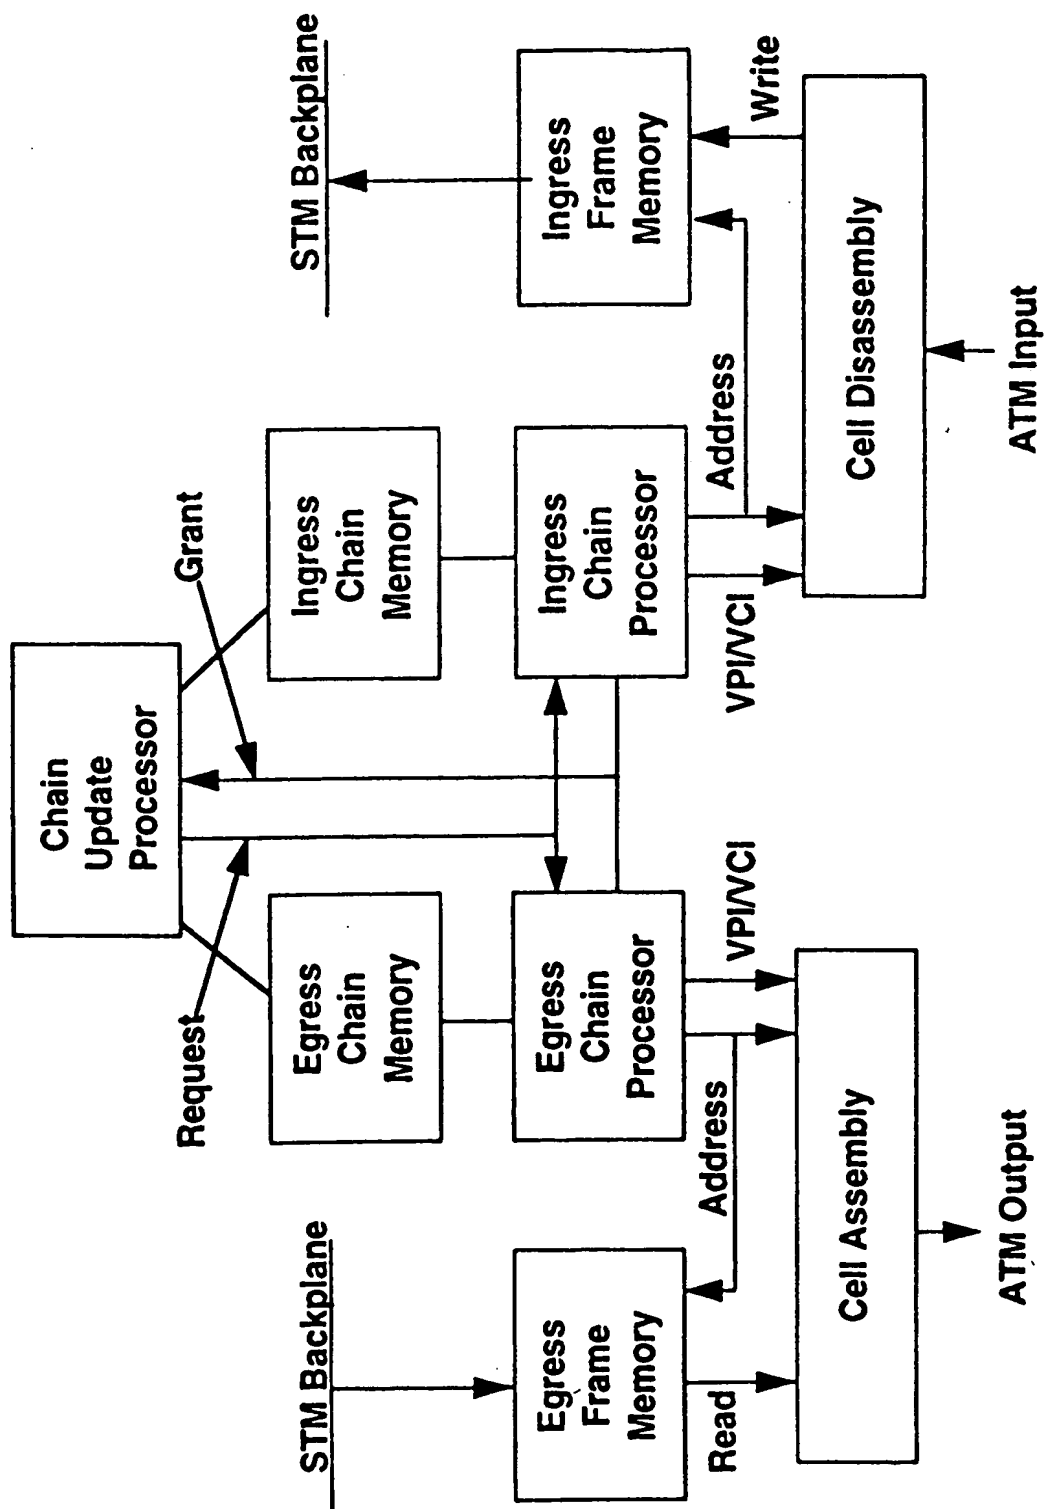 Chain
Update
Processor
Request
Grant
STM Backplane
Egress
Chain
Memory
Ingress
Chain
Memory
STM Backplane
Egress
Frame
Memory
Egress
Chain
Processor
Ingress
Chain
Processor
Ingress
Frame
Memory
Read
Address
VPI/VCI
VPI/VCI
Address
Write
Cell Assembly
Cell Disassembly
ATM Output
ATM Input